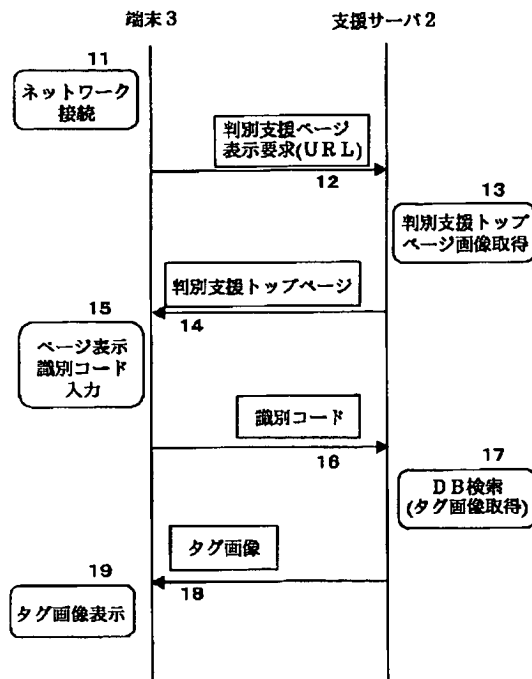 端末3
支援サーバ2
11
ネットワーク
接続
判別支援ページ
表示要求(URL)
12
13
判別支援トップ
ページ画像取得
判別支援トップページ
14
15
ページ表示
識別コード
入力
識別コード
16
17
DB検索
(タグ画像取得)
タグ画像
18
19
タグ画像表示